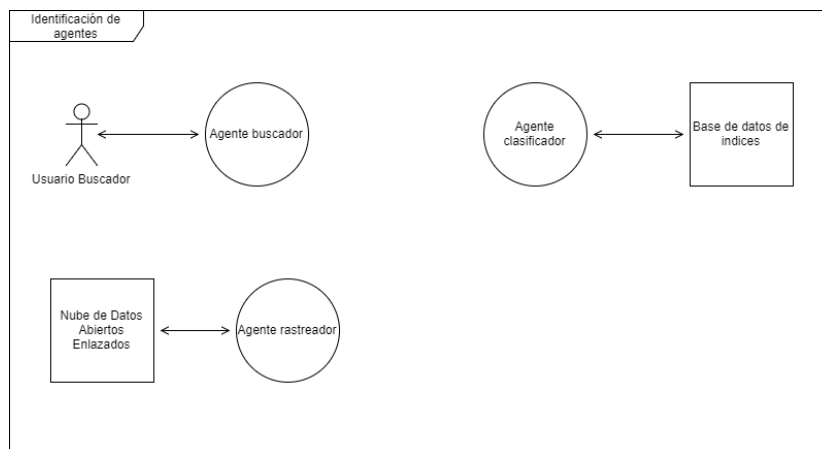 Identificación de
agentes
Agente buscador
Usuario Buscador
Agente
clasificador
Base de datos de
indices
Nube de Datos
Abiertos
Enlazados
Agente rastreador